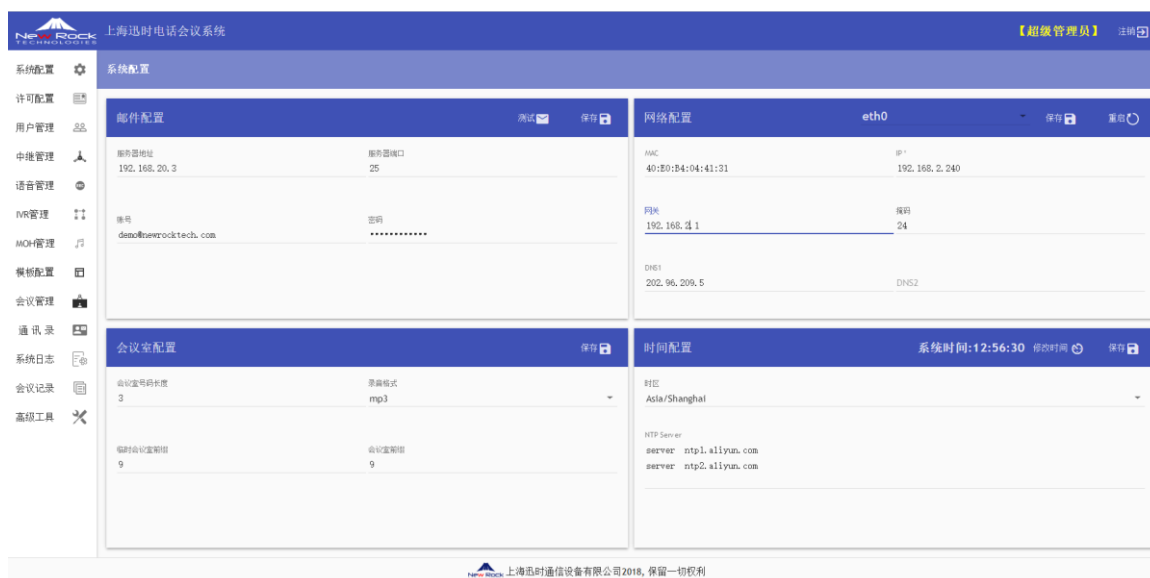 New Rock
TECHNOLOGIES
上海迅时电话会议系统
【超级管理员】 注销
系统配置
许可配置
用户管理
中继管理
语音管理
IVR管理
MOH管理
模板配置
会议管理
通讯录
系统日志
会议记录
高级工具
系统配置
邮件配置 测试 保存
服务器地址 服务器端口
192.168.20.3 25
账号 密码
demo@newrocktech.com ••••••••••••
网络配置 eth0 保存 重启
MAC IP *
40:E0:B4:04:41:31 192.168.2.240
网关 掩码
192.168.2.1 24
DNS1
202.96.209.5 DNS2
会议室配置 保存
会议室号码长度 录音格式
3 mp3
临时会议室前缀 会议室前缀
9 9
时间配置 系统时间:12:56:30 修改时间 保存
时区
Asia/Shanghai
NTP Server
server ntp1.aliyun.com
server ntp2.aliyun.com
New Rock 上海迅时通信设备有限公司2018, 保留一切权利